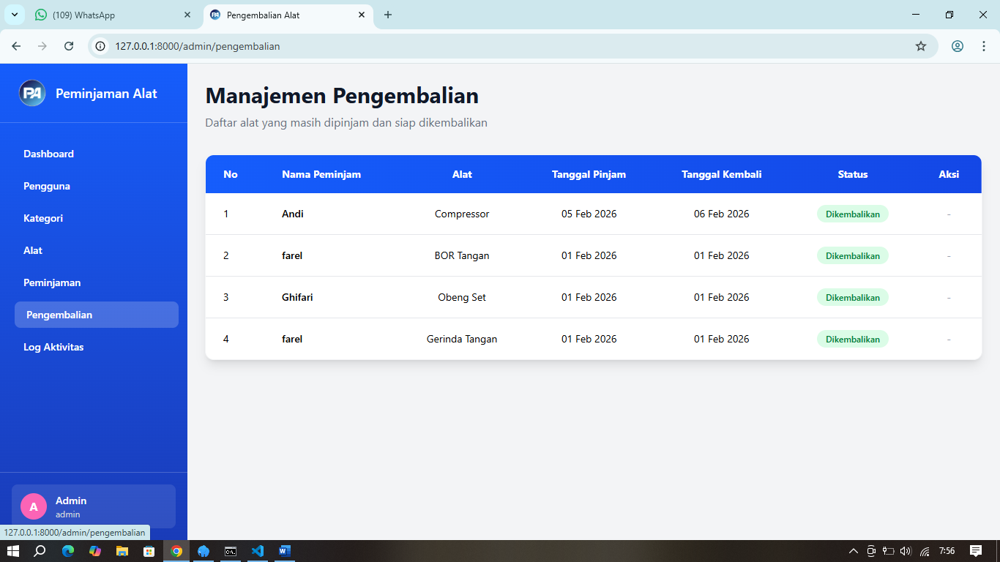 (109) WhatsApp
Pengembalian Alat
127.0.0.1:8000/admin/pengembalian
PA Peminjaman Alat
Dashboard
Pengguna
Kategori
Alat
Peminjaman
Pengembalian
Log Aktivitas
A
Admin
admin
127.0.0.1:8000/admin/pengembalian
Manajemen Pengembalian
Daftar alat yang masih dipinjam dan siap dikembalikan
No Nama Peminjam Alat Tanggal Pinjam Tanggal Kembali Status Aksi
1 Andi Compressor 05 Feb 2026 06 Feb 2026 Dikembalikan -
2 farel BOR Tangan 01 Feb 2026 01 Feb 2026 Dikembalikan -
3 Ghifari Obeng Set 01 Feb 2026 01 Feb 2026 Dikembalikan -
4 farel Gerinda Tangan 01 Feb 2026 01 Feb 2026 Dikembalikan -
7:56